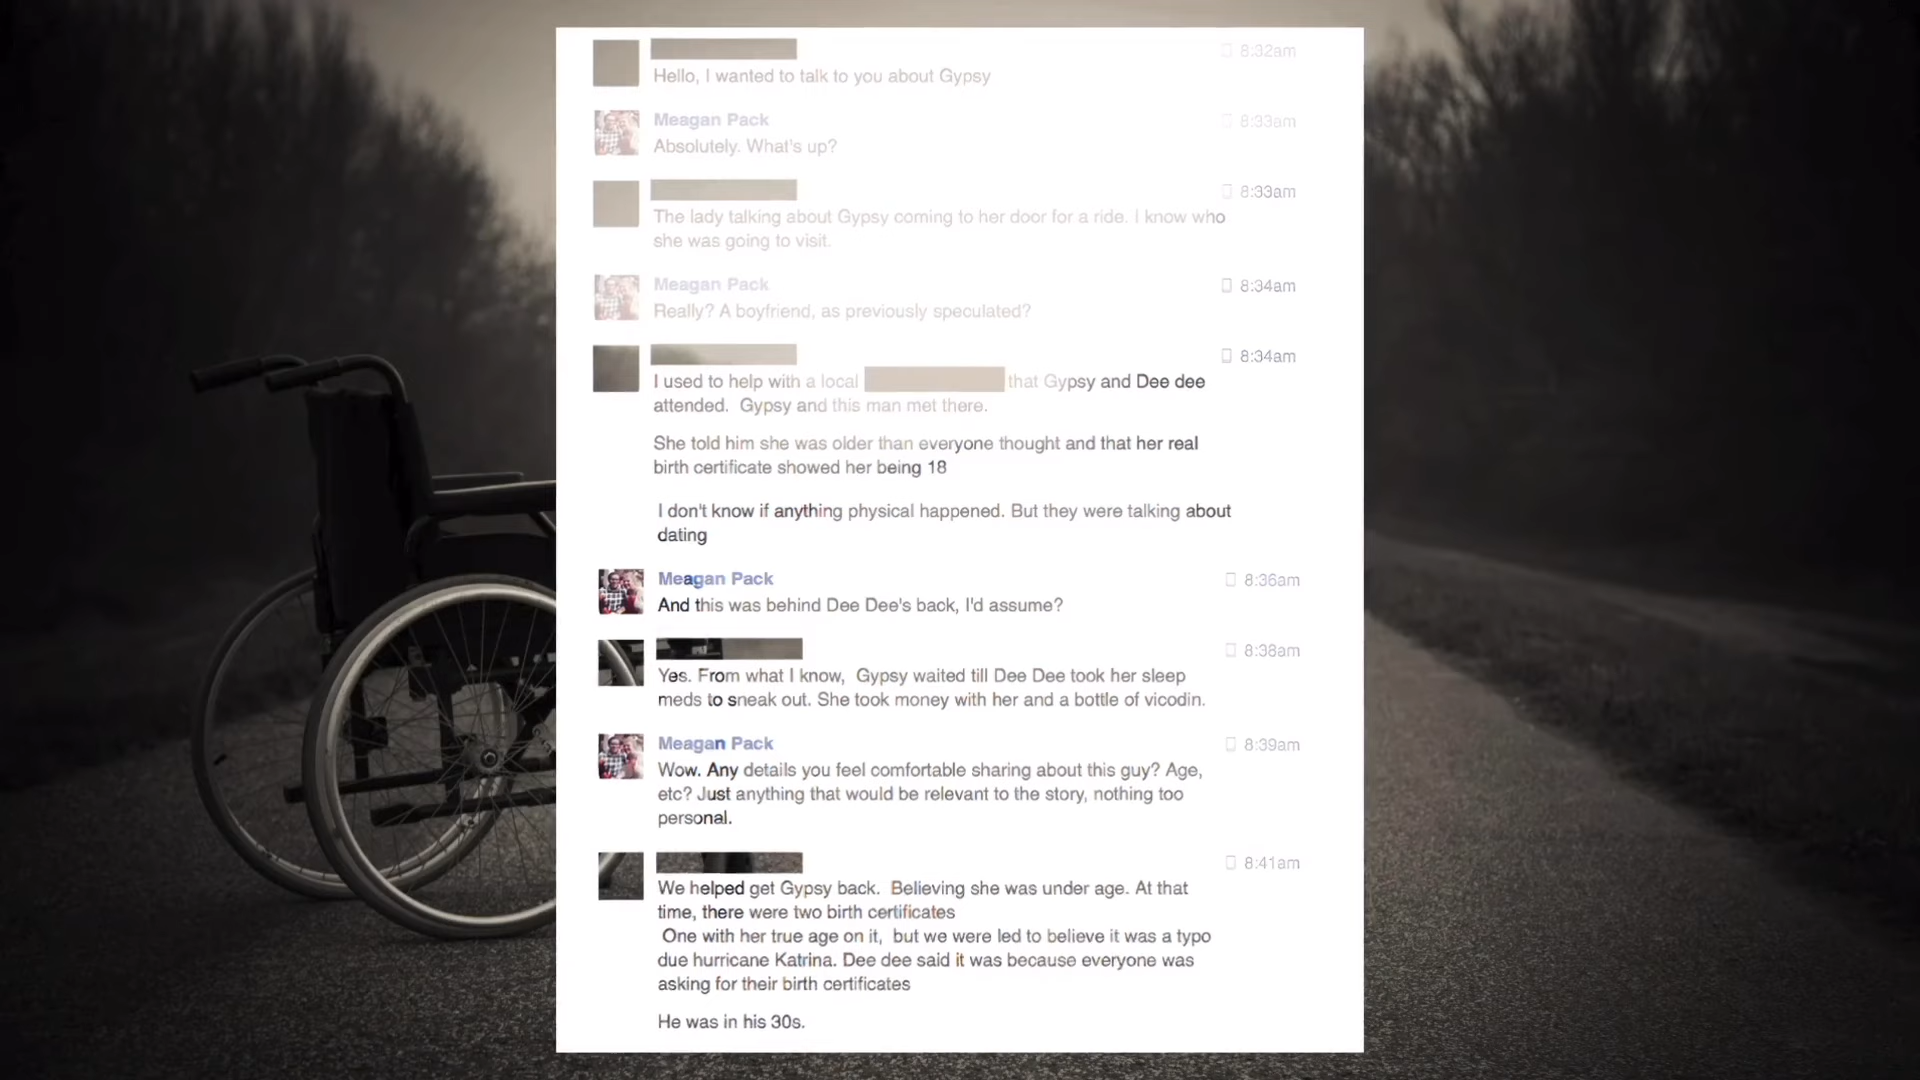 8:32am
Hello, I wanted to talk to you about Gypsy
Meagan Pack 8:33am
Absolutely. What's up?
8:33am
The lady talking about Gypsy coming to her door for a ride. I know who
she was going to visit.
Meagan Pack 8:34am
Really? A boyfriend, as previously speculated?
8:34am
I used to help with a local that Gypsy and Dee dee
attended. Gypsy and this man met there.
She told him she was older than everyone thought and that her real
birth certificate showed her being 18
I don't know if anything physical happened. But they were talking about
dating
Meagan Pack 8:36am
And this was behind Dee Dee's back, I'd assume?
8:38am
Yes. From what I know, Gypsy waited till Dee Dee took her sleep
meds to sneak out. She took money with her and a bottle of vicodin.
Meagan Pack 8:39am
Wow. Any details you feel comfortable sharing about this guy? Age,
etc? Just anything that would be relevant to the story, nothing too
personal.
8:41am
We helped get Gypsy back. Believing she was under age. At that
time, there were two birth certificates
One with her true age on it, but we were led to believe it was a typo
due hurricane Katrina. Dee dee said it was because everyone was
asking for their birth certificates
He was in his 30s.